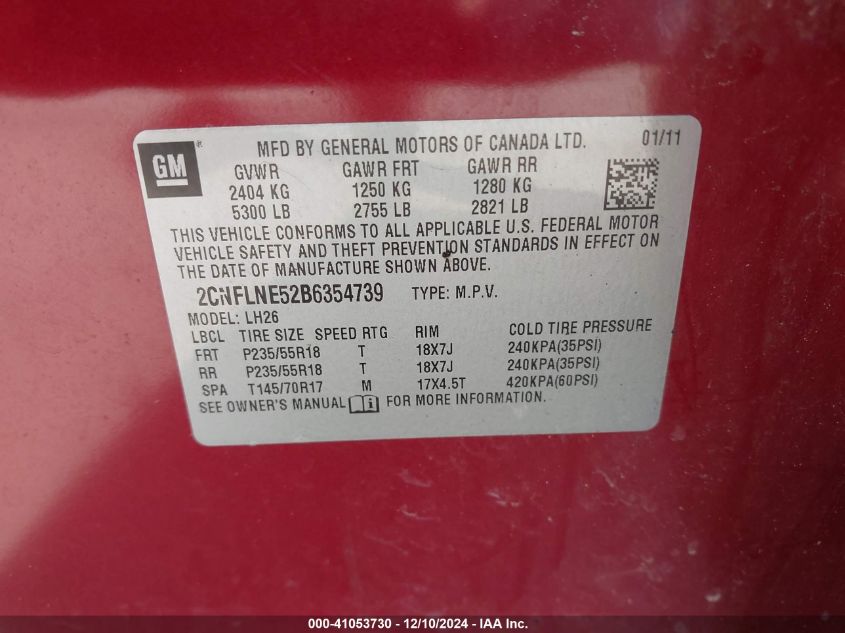 GM®
MFD BY GENERAL MOTORS OF CANADA LTD. 01/11
GVWR GAWR FRT GAWR RR
2404 KG 1250 KG 1280 KG
5300 LB 2755 LB 2821 LB
THIS VEHICLE CONFORMS TO ALL APPLICABLE U.S. FEDERAL MOTOR
VEHICLE SAFETY AND THEFT PREVENTION STANDARDS IN EFFECT ON
THE DATE OF MANUFACTURE SHOWN ABOVE.
2CNFLNE52B6354739 TYPE: M.P.V.
MODEL: LH26
LBCL TIRE SIZE SPEED RTG RIM COLD TIRE PRESSURE
FRT P235/55R18 T 18X7J 240KPA(35PSI)
RR P235/55R18 T 18X7J 240KPA(35PSI)
SPA T145/70R17 M 17X4.5T 420KPA(60PSI)
SEE OWNER'S MANUAL i FOR MORE INFORMATION.
000-41053730 - 12/10/2024 - IAA Inc.